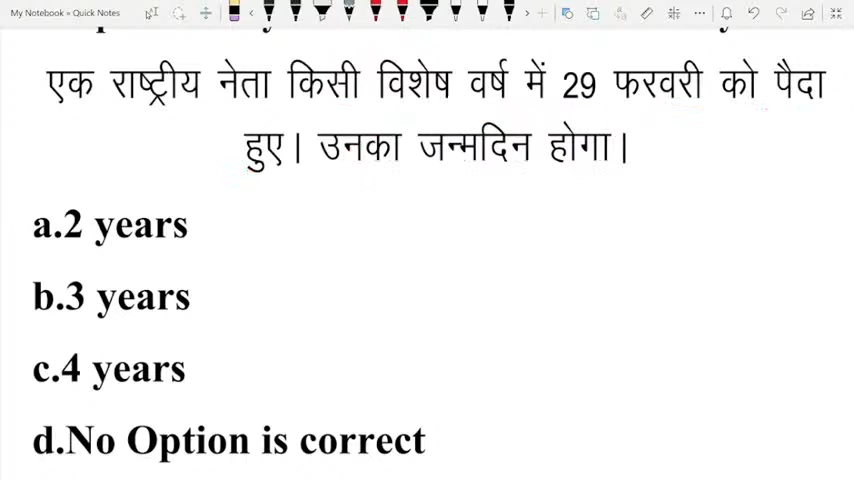 My Notebook » Quick Notes
एक राष्ट्रीय नेता किसी विशेष वर्ष में 29 फरवरी को पैदा
हुए। उनका जन्मदिन होगा।
a.2 years
b.3 years
c.4 years
d.No Option is correct